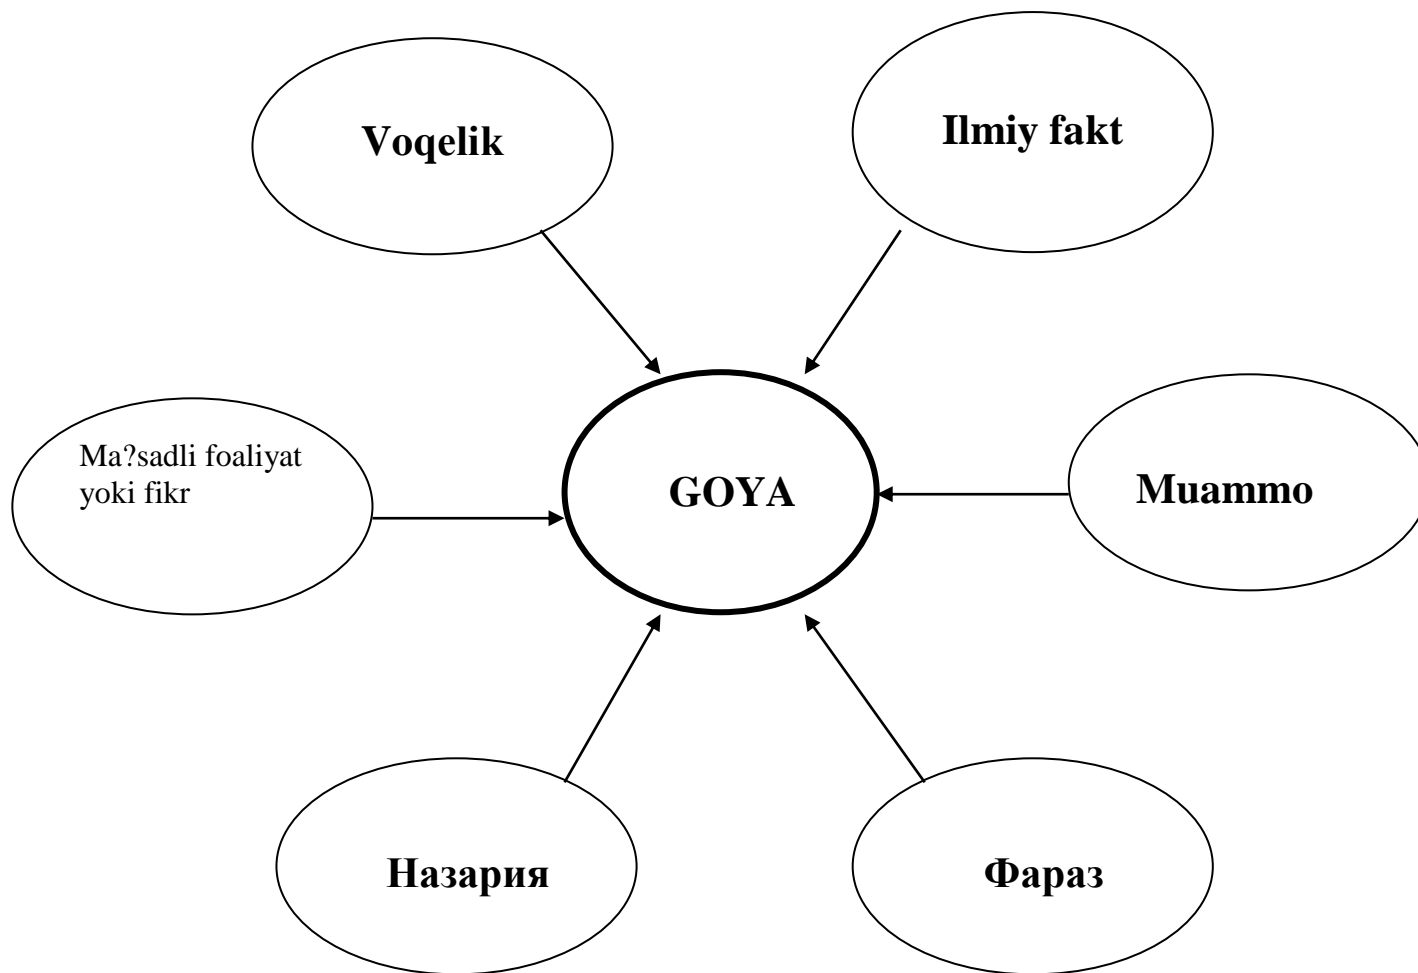 Voqelik
Ilmiy fakt
Ma?sadli foaliyat
yoki fikr
GOYA
Muammo
Назария
Фараз